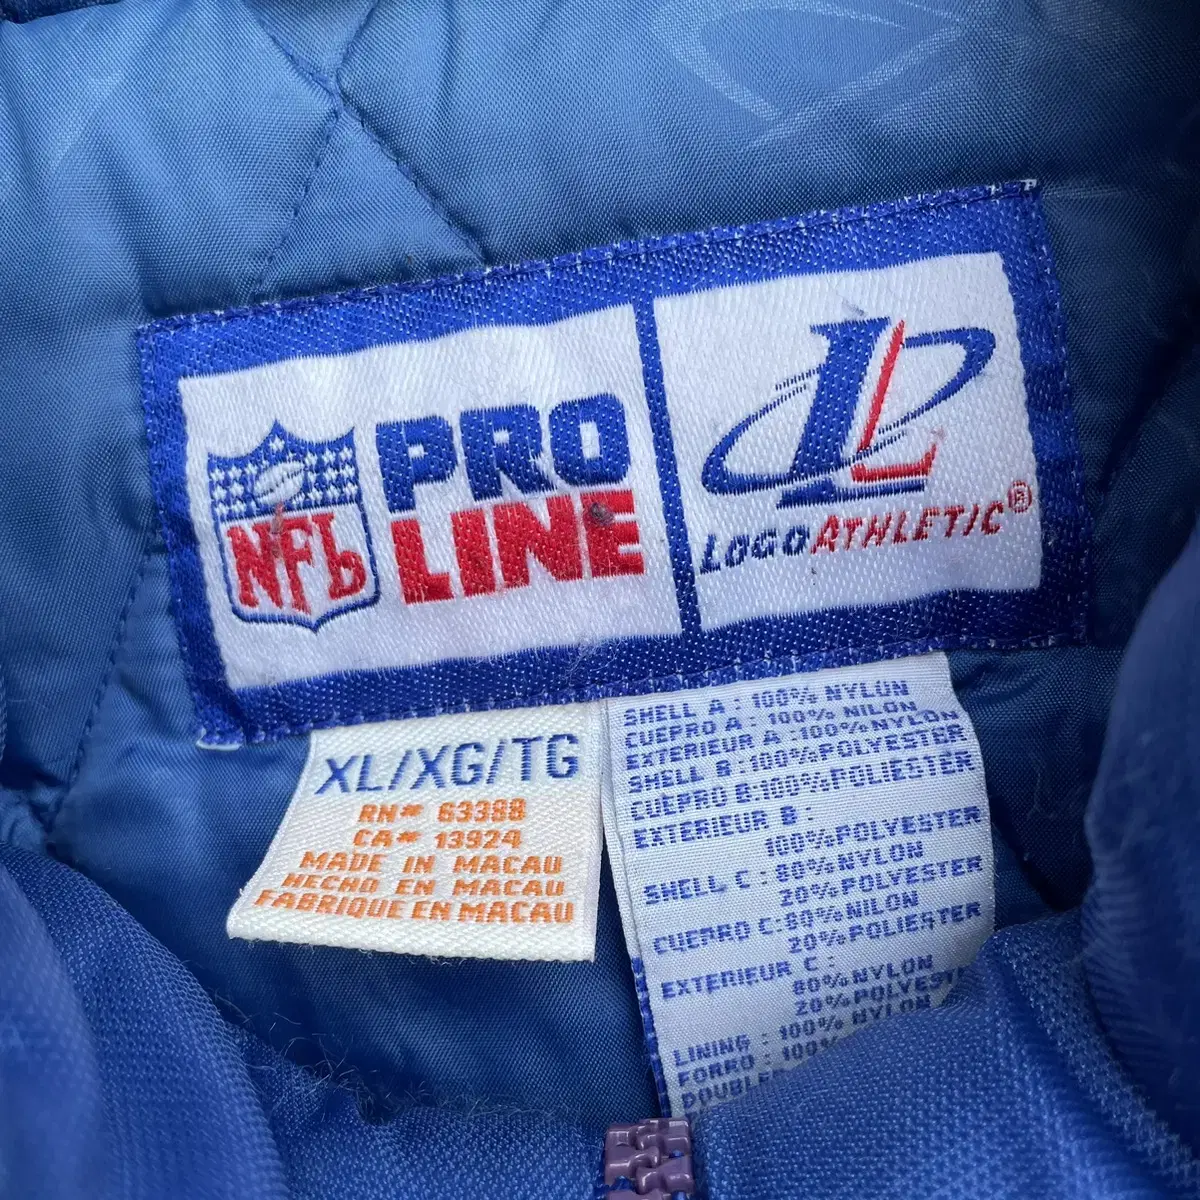 NFL
PRO
LINE
LOGO ATHLETIC®
XL/XG/TG
RN# 63388
CA# 13924
MADE IN MACAU
HECHO EN MACAU
FABRIQUE EN MACAU
SHELL A : 100% NYLON
CUEPRO A : 100% NILON
EXTERIEUR A :100%NYLON
SHELL B :100%POLYESTER
CUEPRO B:100%POLIESTER
EXTERIEUR B :
100%POLYESTER
SHELL C : 80%NYLON
20%POLYESTER
CUEPRO C:80%NILON
20%POLIESTER
EXTERIEUR C :
80%NYLON
20%POLYEST
LINING : 100% NYLON
FORRO : 100%